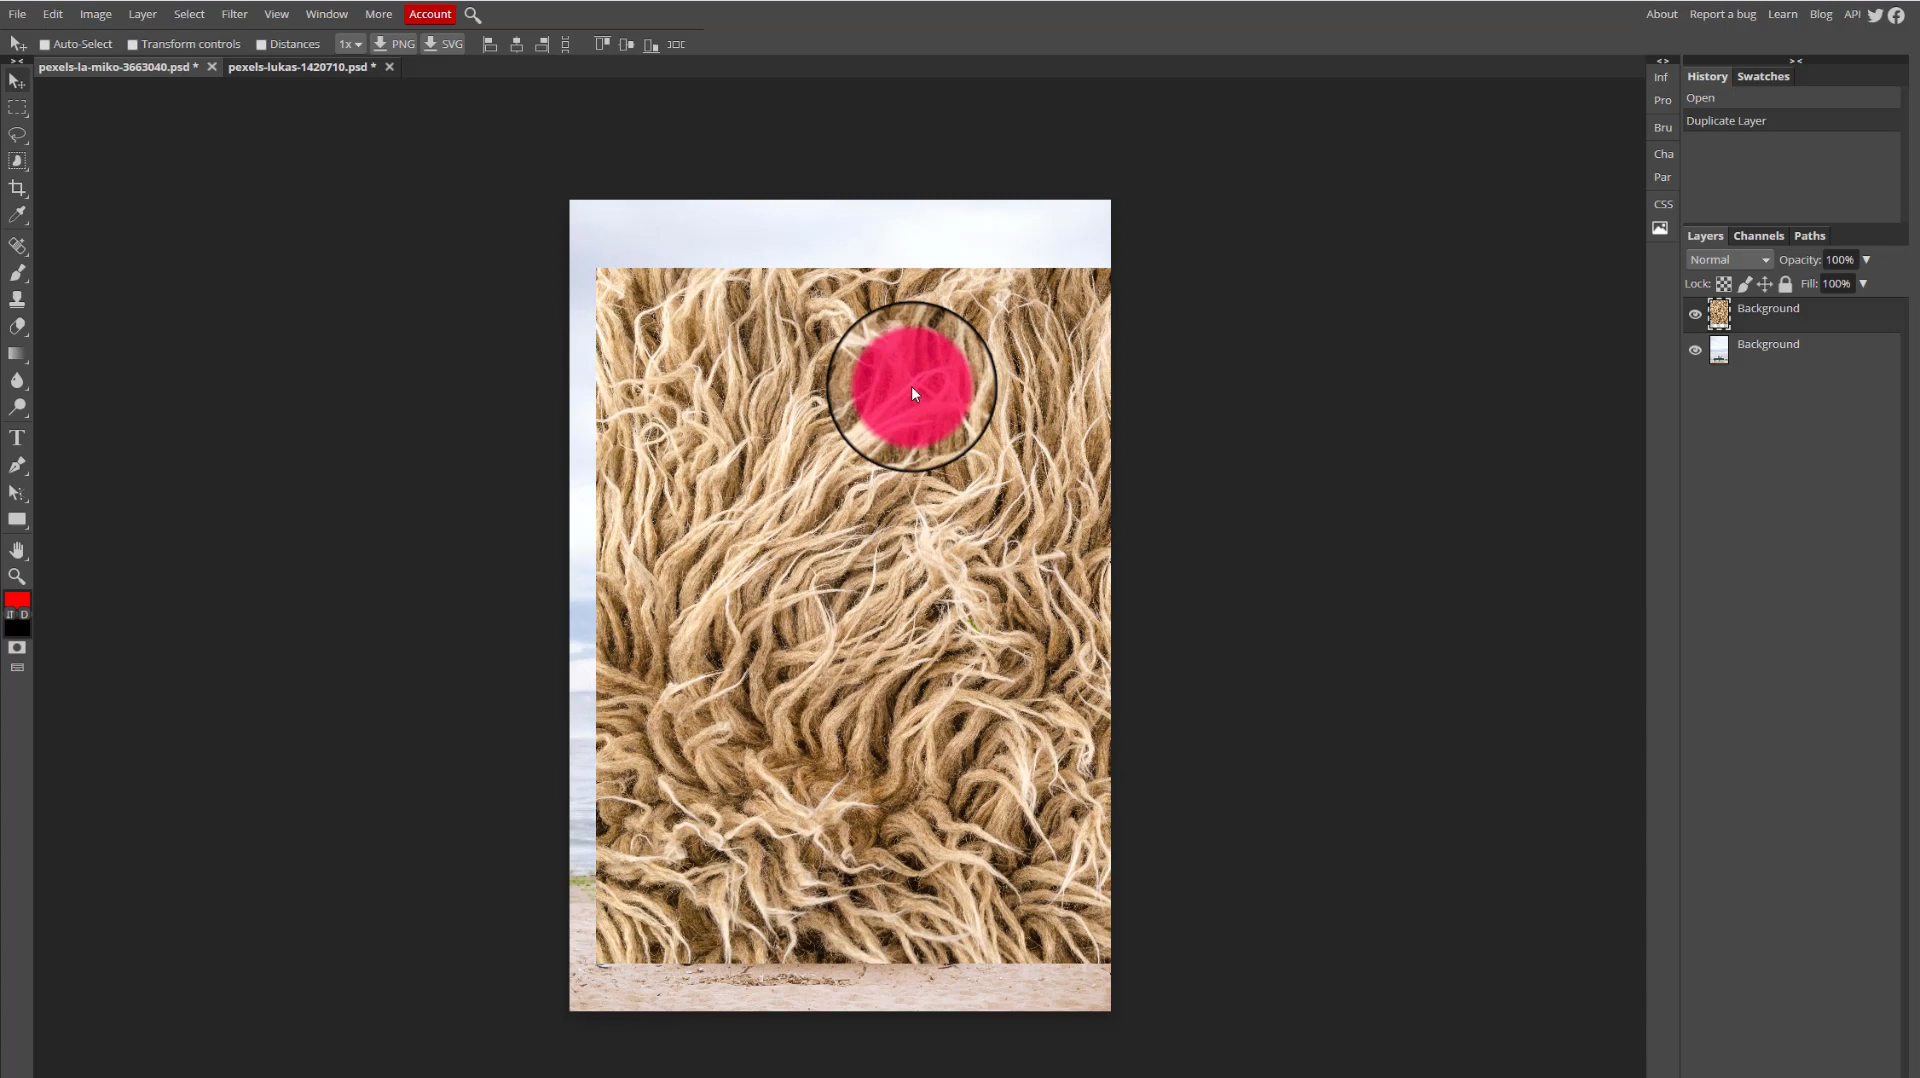 File Edit Image Layer Select Filter View Window More Account About Report a bug Learn Blog API
Auto-Select Transform controls Distances 1x PNG SVG
pexels-la-miko-3663040.psd * pexels-lukas-1420710.psd *
Inf
Pro
Bru
Cha
Par
CSS
History Swatches
Open
Duplicate Layer
Layers Channels Paths
Normal Opacity: 100%
Lock: Fill: 100%
Background
Background
T
D